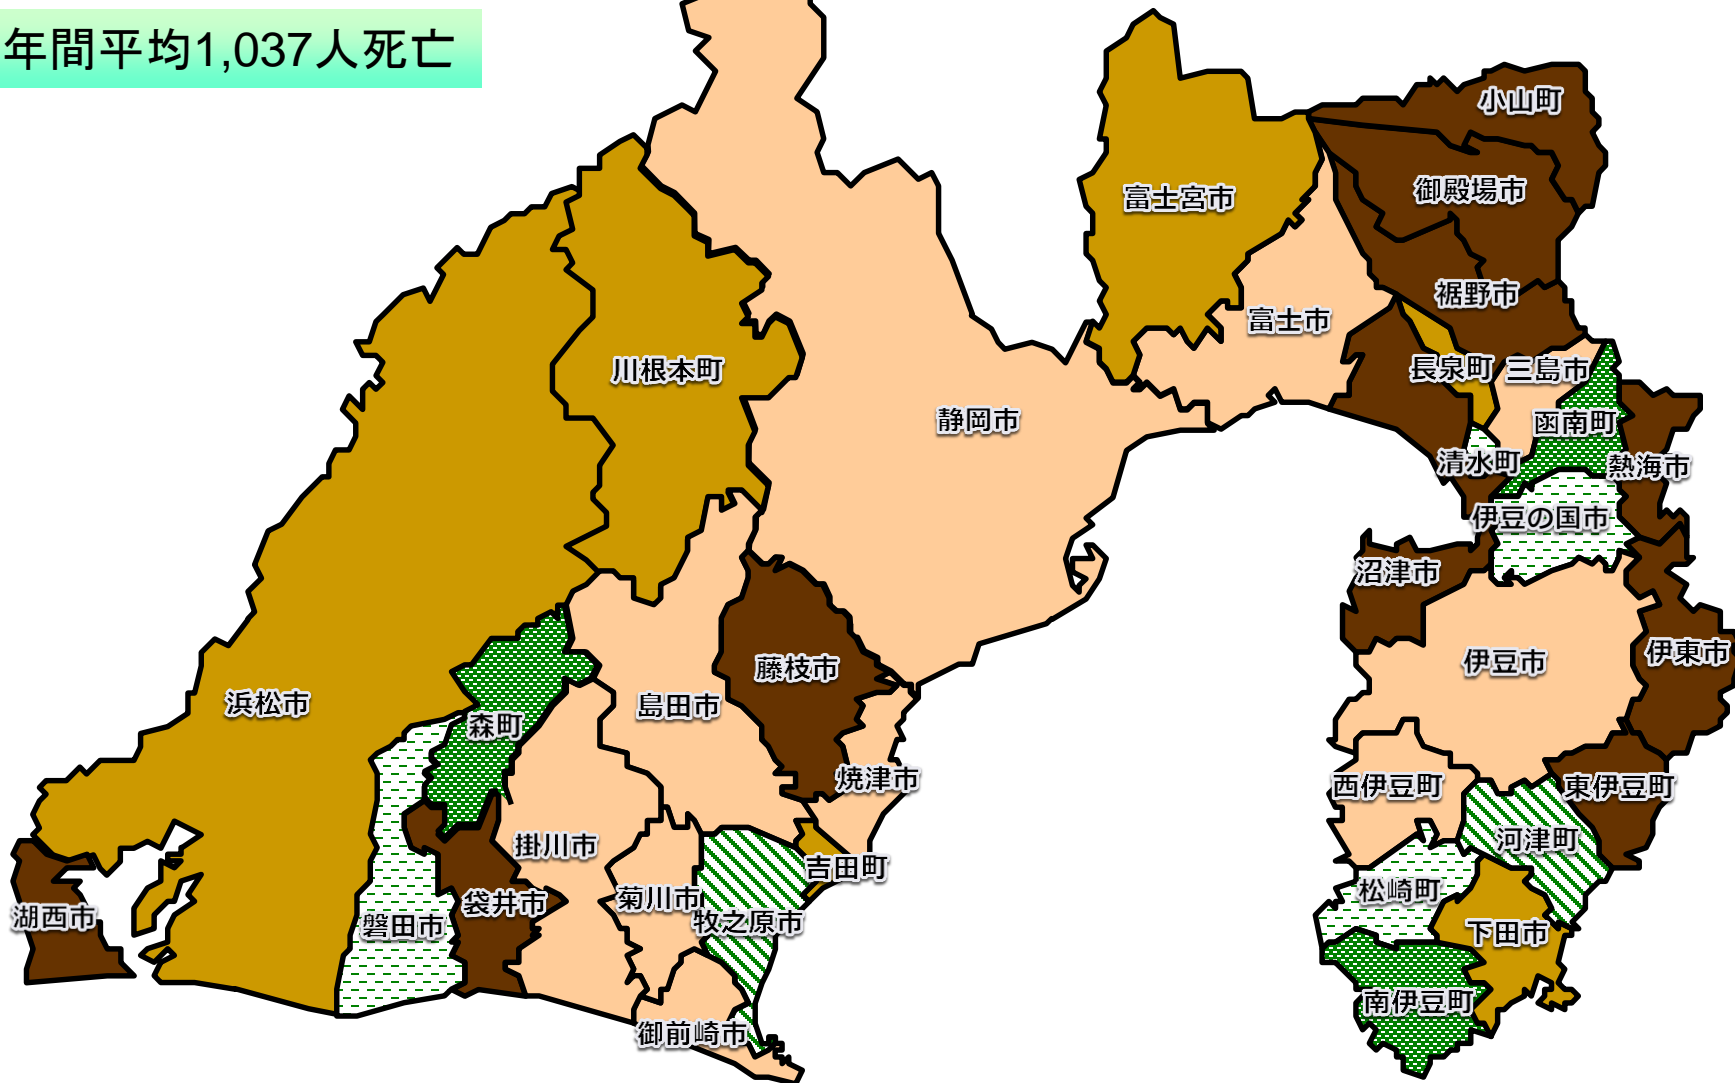 年間平均1,037人死亡
小山町
御殿場市
富士宮市
裾野市
富士市
川根本町
長泉町
三島市
静岡市
函南町
清水町
熱海市
伊豆の国市
沼津市
伊東市
伊豆市
藤枝市
浜松市
島田市
森町
焼津市
西伊豆町
東伊豆町
河津町
掛川市
吉田町
松崎町
菊川市
袋井市
湖西市
磐田市
牧之原市
下田市
南伊豆町
御前崎市